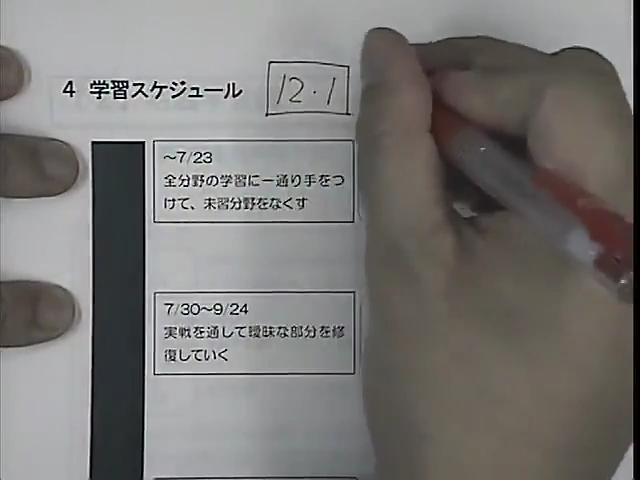 4 学習スケジュール
12.1
～7/23
全分野の学習に一通り手をつ
けて、未習分野をなくす
7/30～9/24
実戦を通して曖昧な部分を修
復していく